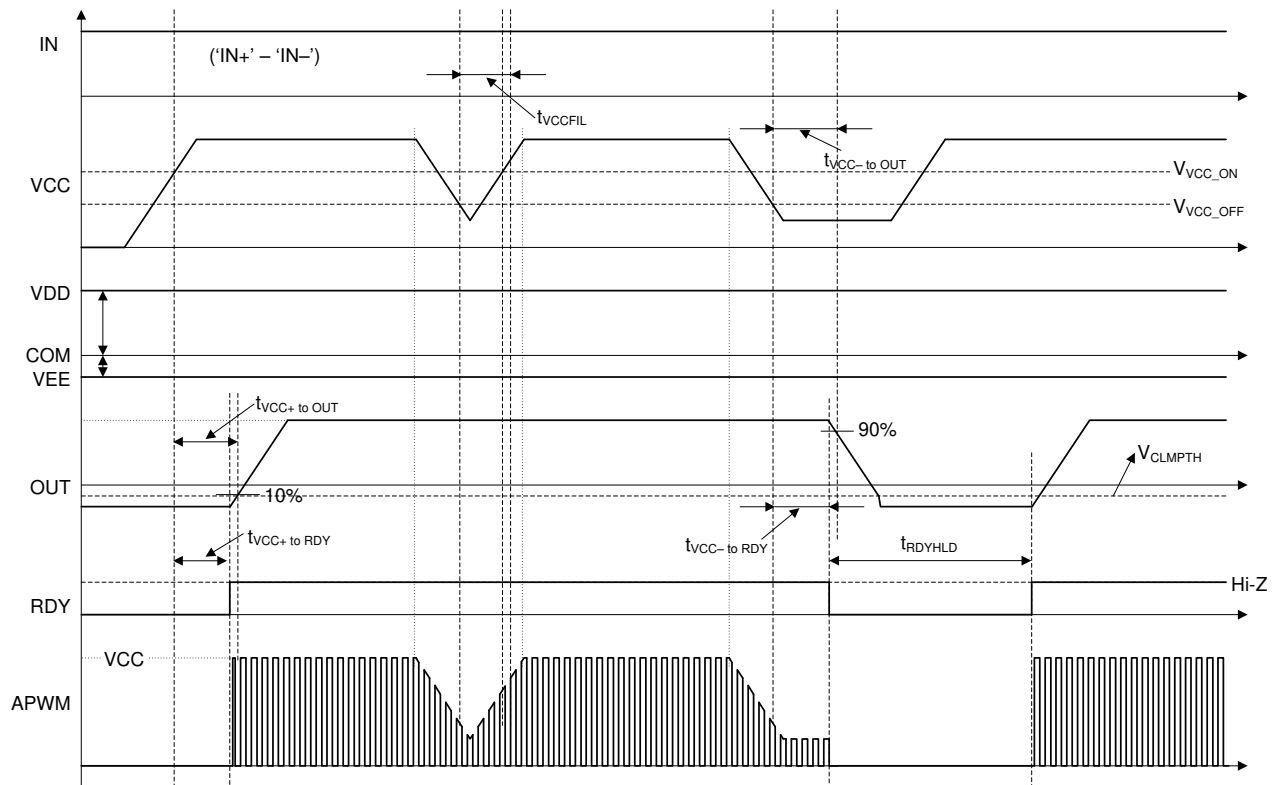 IN
('IN+' – 'IN–')
tVCCFIL
tVCC– to OUT
VCC
VVCC_ON
VVCC_OFF
VDD
COM
VEE
tVCC+ to OUT
90%
VCLMPTH
OUT
10%
tVCC+ to RDY
tVCC– to RDY
tRDYHLD
Hi-Z
RDY
VCC
APWM